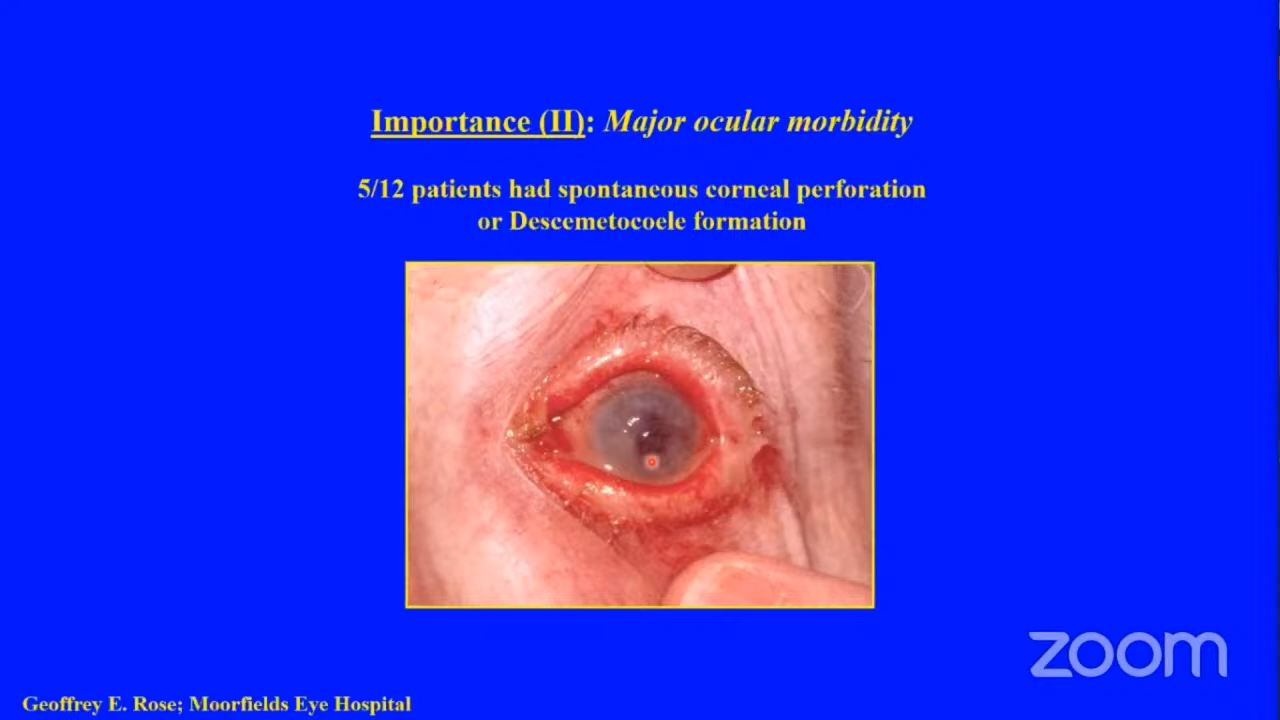 Importance (II): Major ocular morbidity
5/12 patients had spontaneous corneal perforation
or Descemetocoele formation
zoom
Geoffrey E. Rose; Moorfields Eye Hospital